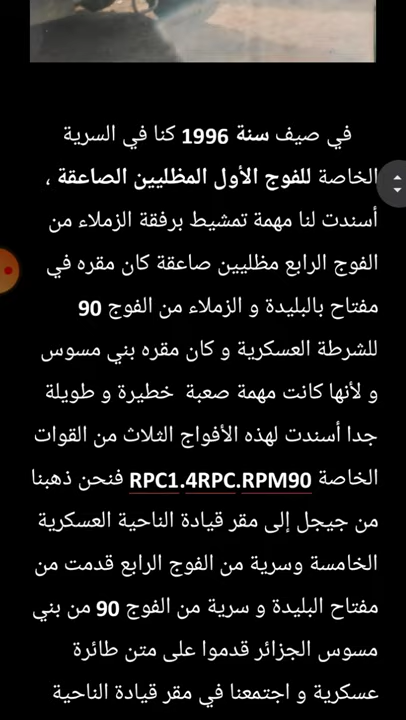 في صيف سنة 1996 كنا في السرية
الخاصة للفوج الأول المظليين الصاعقة ،
أسندت لنا مهمة تمشيط برفقة الزملاء من
الفوج الرابع مظليين صاعقة كان مقره في
مفتاح بالبليدة و الزملاء من الفوج 90
للشرطة العسكرية و كان مقره بني مسوس
و لأنها كانت مهمة صعبة خطيرة و طويلة
جدا أسندت لهذه الأفواج الثلاث من القوات
الخاصة RPC1.4RPC.RPM90 فنحن ذهبنا
من جيجل إلى مقر قيادة الناحية العسكرية
الخامسة وسرية من الفوج الرابع قدمت من
مفتاح البليدة و سرية من الفوج 90 من بني
مسوس الجزائر قدموا على متن طائرة
عسكرية و اجتمعنا في مقر قيادة الناحية